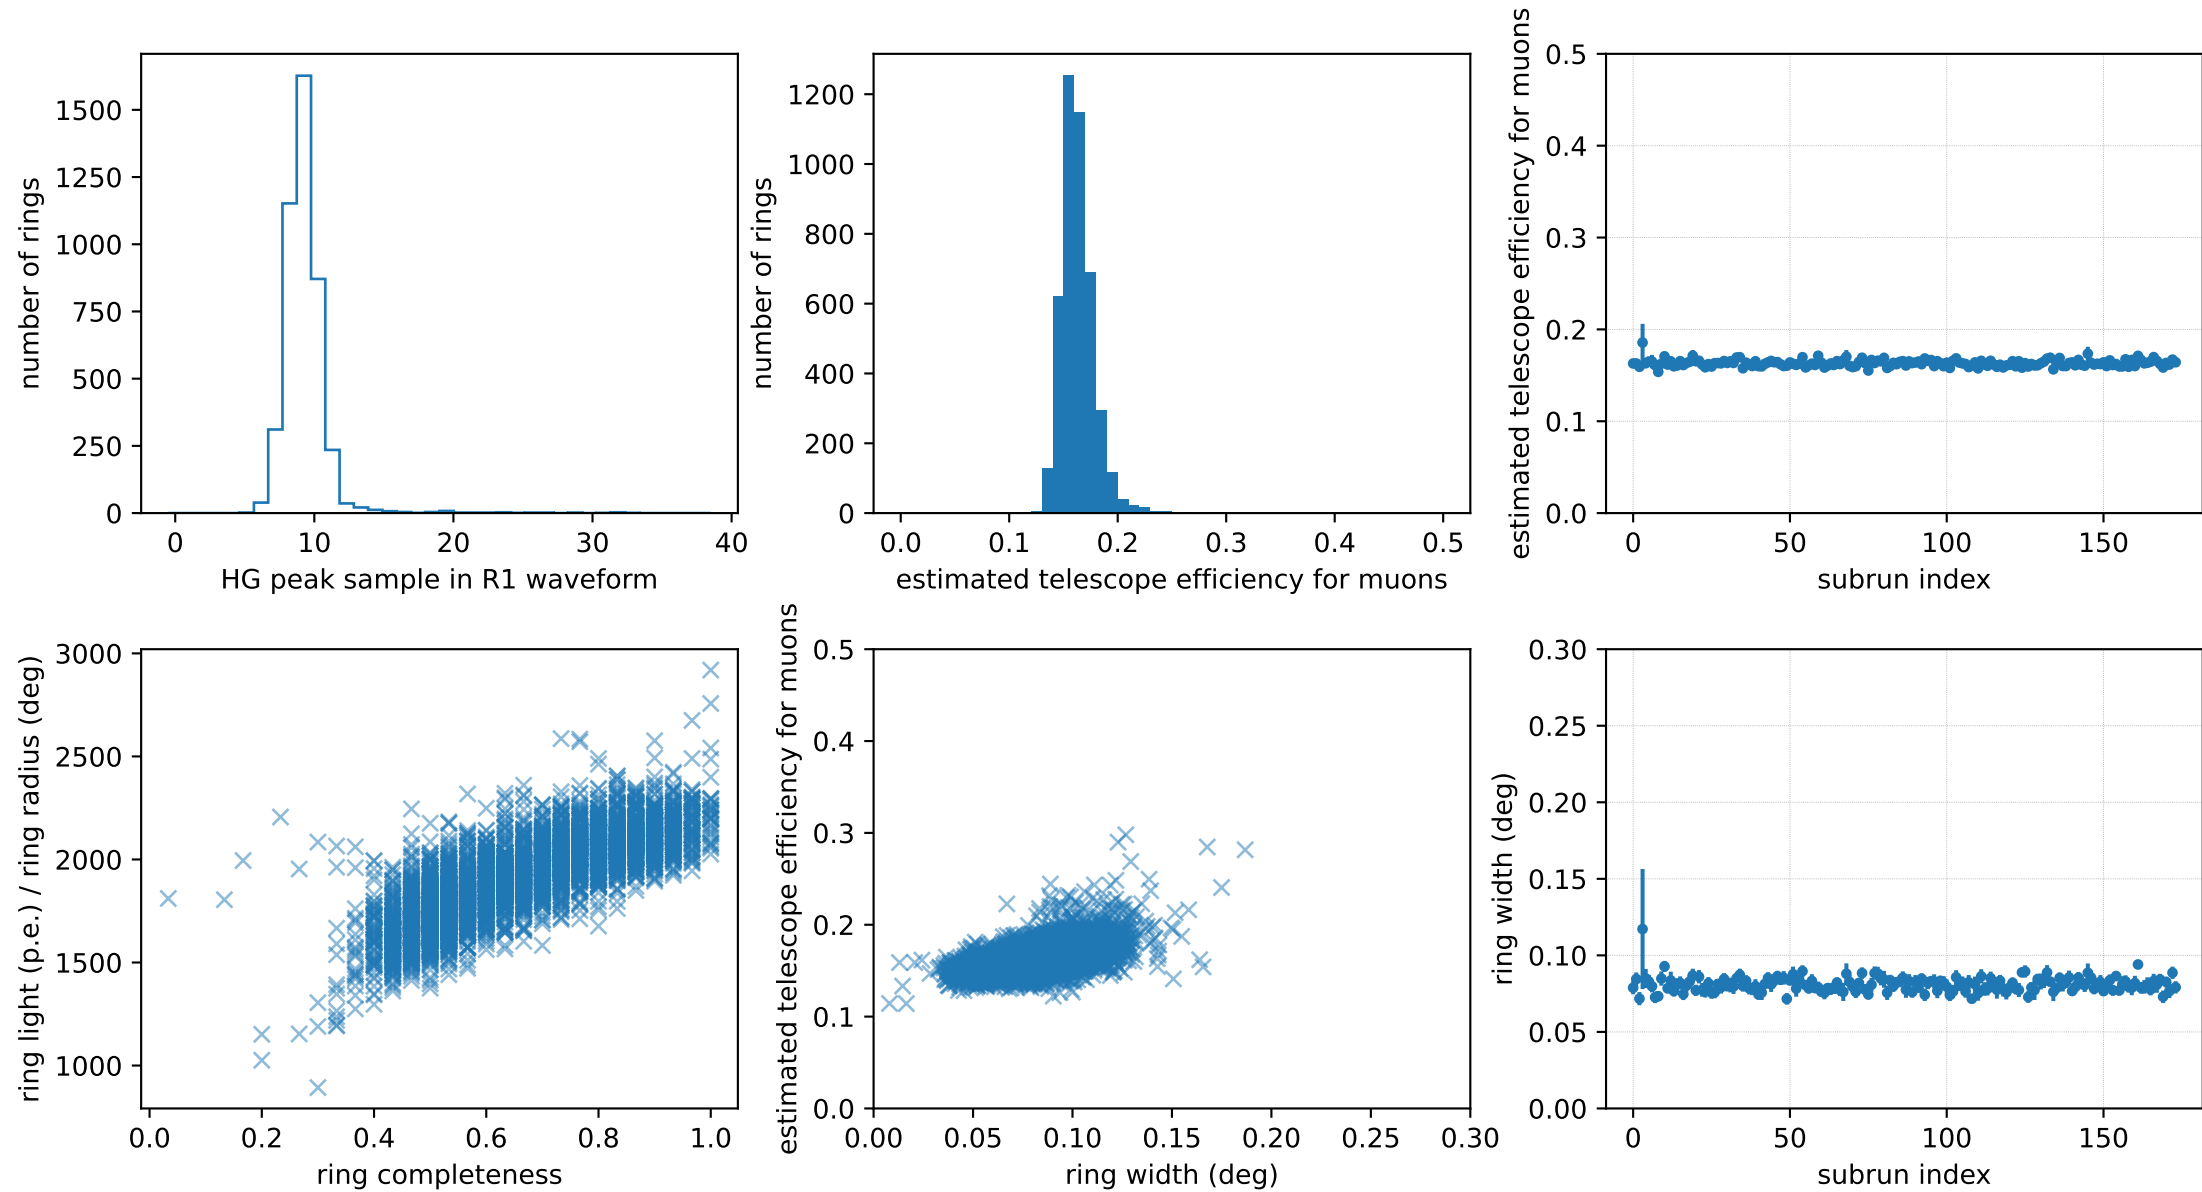 number of rings
1500
1250
1000
750
500
250
0
0 10 20 30 40
HG peak sample in R1 waveform
number of rings
1200
1000
800
600
400
200
0
0.0 0.1 0.2 0.3 0.4 0.5
estimated telescope efficiency for muons
estimated telescope efficiency for muons
0.5
0.4
0.3
0.2
0.1
0.0
0 50 100 150
subrun index
ring light (p.e.) / ring radius (deg)
3000
2500
2000
1500
1000
0.0 0.2 0.4 0.6 0.8 1.0
ring completeness
estimated telescope efficiency for muons
0.5
0.4
0.3
0.2
0.1
0.0
0.00 0.05 0.10 0.15 0.20 0.25 0.30
ring width (deg)
ring width (deg)
0.30
0.25
0.20
0.15
0.10
0.05
0.00
0 50 100 150
subrun index